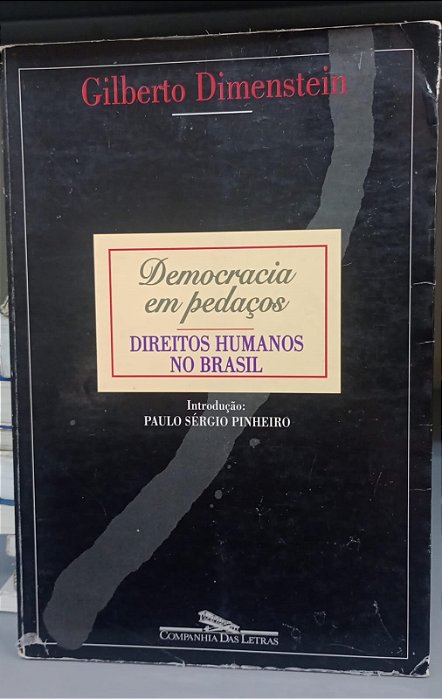 Gilberto Dimenstein
Democracia
em pedaços
DIREITOS HUMANOS
NO BRASIL
Introdução:
PAULO SÉRGIO PINHEIRO
COMPANHIA DAS LETRAS